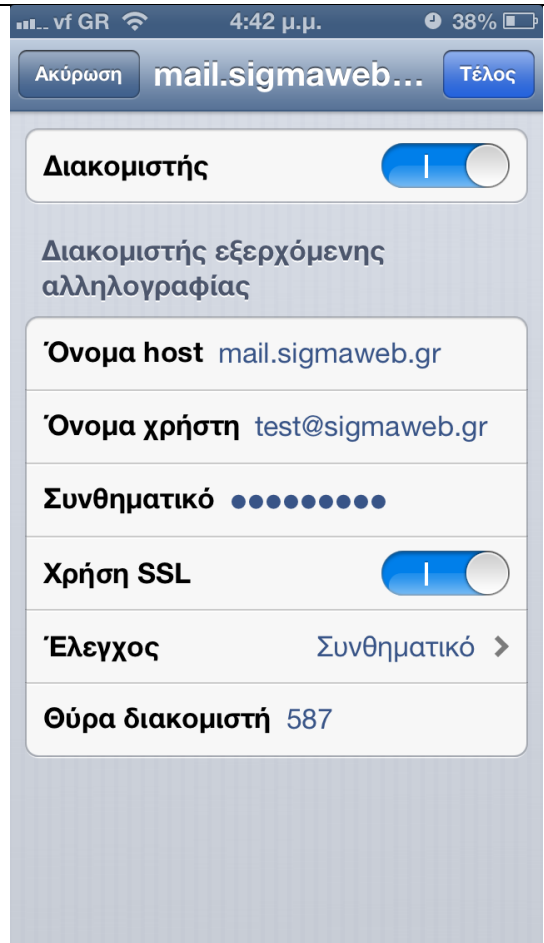 vf GR 4:42 μ.μ. 38%
Ακύρωση mail.sigmaweb... Τέλος
Διακομιστής
Διακομιστής εξερχόμενης
αλληλογραφίας
Όνομα host mail.sigmaweb.gr
Όνομα χρήστη test@sigmaweb.gr
Συνθηματικό ●●●●●●●●●
Χρήση SSL
Έλεγχος Συνθηματικό
Θύρα διακομιστή 587